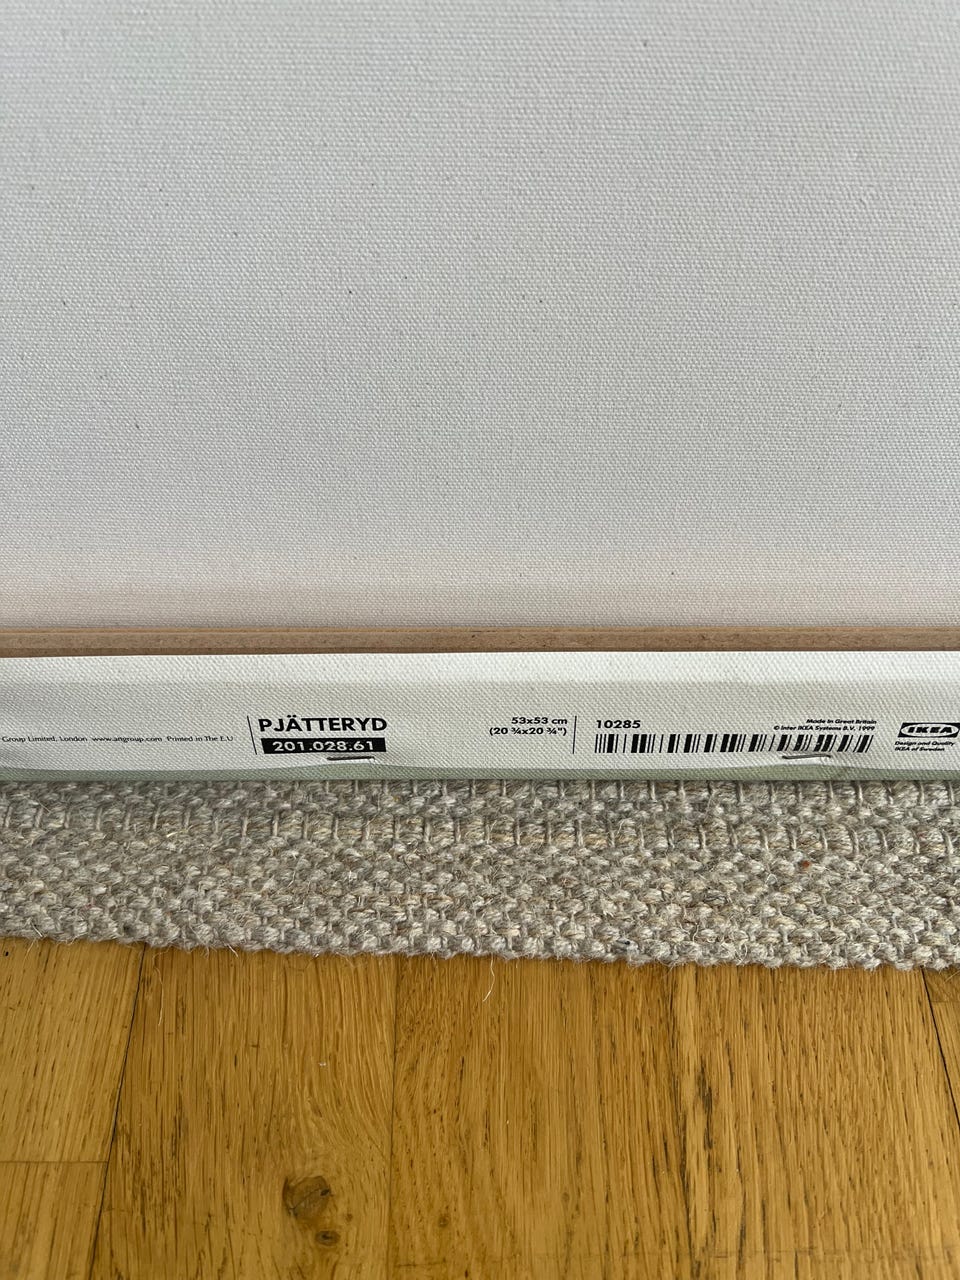 Group Limited, London www.artgroup.com Printed in The E.U
PJÄTTERYD
201.028.61
53x53 cm
(20 ¾x20 ¾")
10285
Made in Great Britain
© Inter IKEA Systems B.V. 1999
IKEA
Design and Quality
IKEA of Sweden